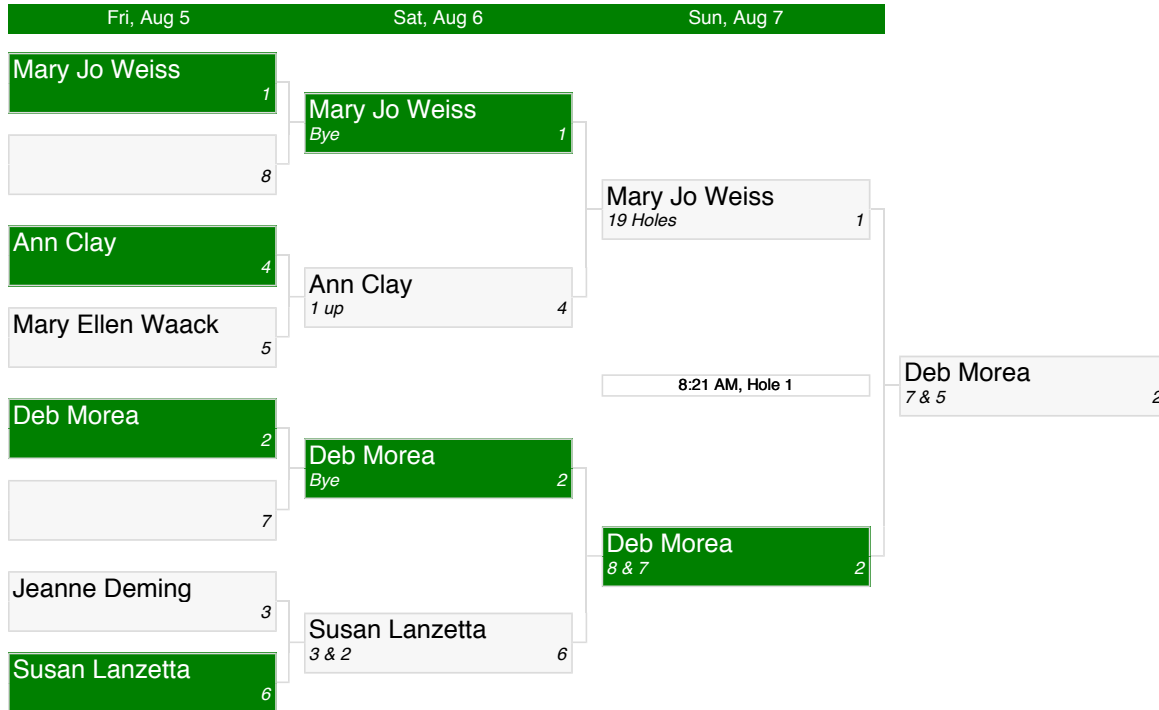 Fri, Aug 5
Sat, Aug 6
Sun, Aug 7
Mary Jo Weiss
1
8
Ann Clay
4
Mary Ellen Waack
5
Deb Morea
2
7
Jeanne Deming
3
Susan Lanzetta
6
Mary Jo Weiss
Bye 1
Ann Clay
1 up 4
Deb Morea
Bye 2
Susan Lanzetta
3 & 2 6
Mary Jo Weiss
19 Holes 1
8:21 AM, Hole 1
Deb Morea
8 & 7 2
Deb Morea
7 & 5 2